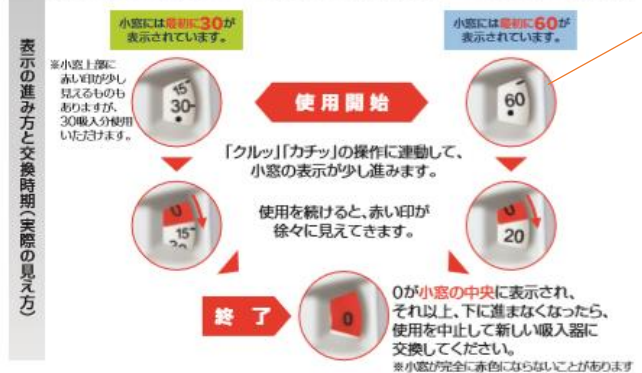 表示の進み方と交換時期(実際の見え方)
小窓には最初に30が
表示されています。
小窓には最初に60が
表示されています。
※小窓上部に
赤い印が少し
見えるものも
ありますが、
30吸入分使用
いただけます。
15
30
60
使用開始
「クルッ」「カチッ」の操作に連動して、
小窓の表示が少し進みます。
0
15
0
20
使用を続けると、赤い印が
徐々に見えてきます。
終了
0
0が小窓の中央に表示され、
それ以上、下に進まなくなったら、
使用を中止して新しい吸入器に
交換してください。
※小窓が完全に赤色にならないことがあります